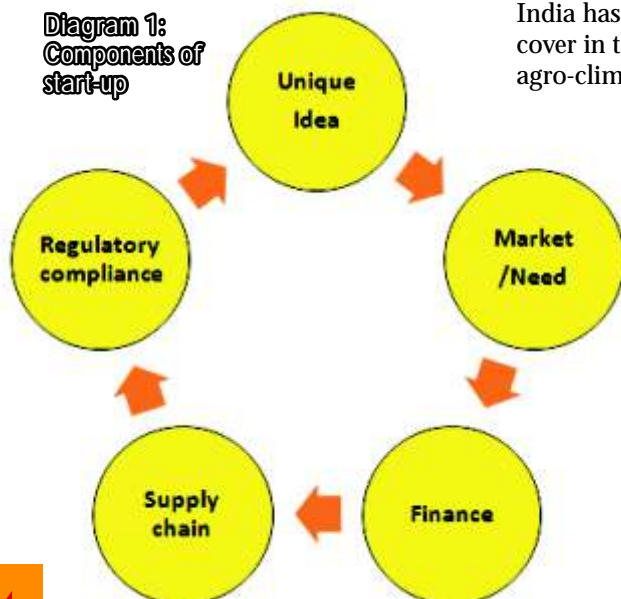 Diagram 1:
Components of
start-up
India has
cover in t
agro-clim
Unique
Idea
Market
/Need
Finance
Supply
chain
Regulatory
compliance